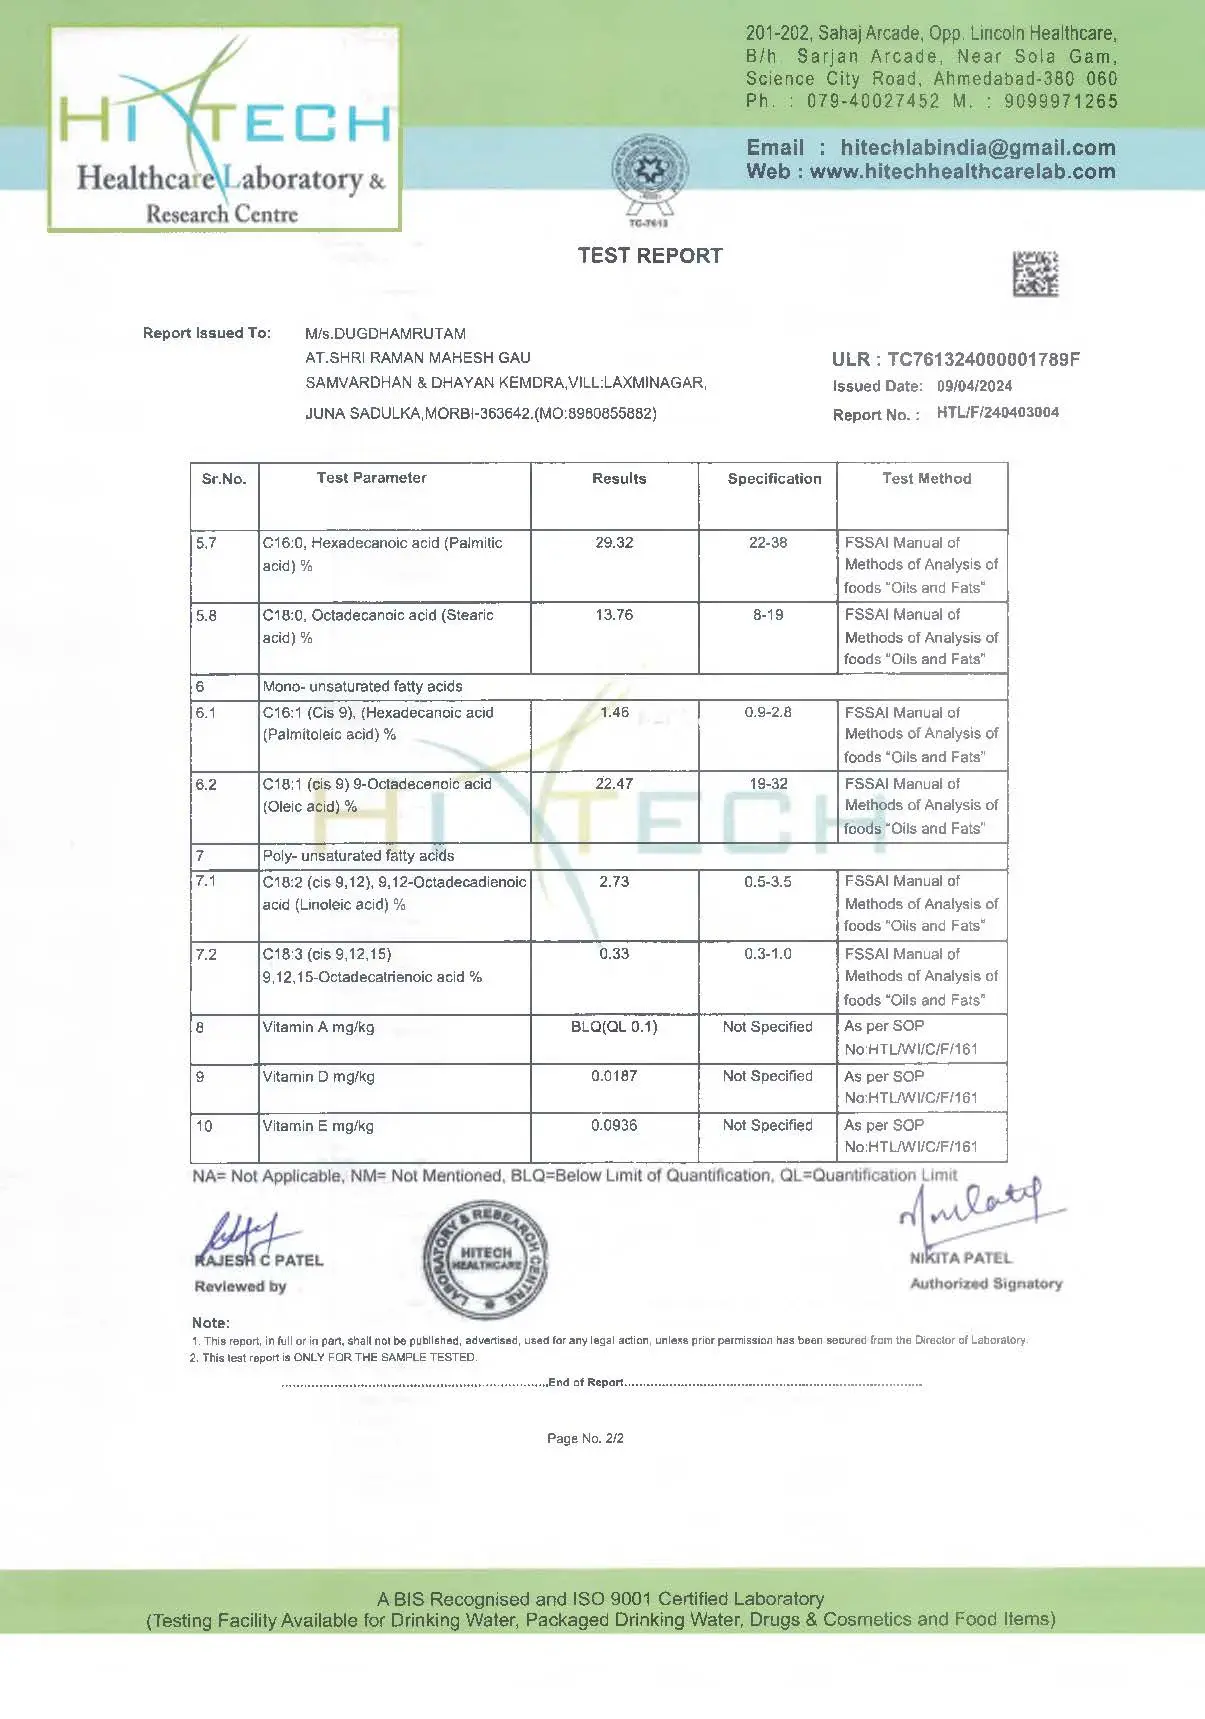 201-202, Sahaj Arcade, Opp. Lincoln Healthcare,
B/h. Sarjan Arcade, Near Sola Gam,
Science City Road, Ahmedabad-380 060
Ph. : 079-40027452 M. : 9099971265
Email : hitechlabindia@gmail.com
Web : www.hitechhealthcarelab.com
HITECH
Healthcare Laboratory &
Research Centre
TC-7613
TEST REPORT
Report Issued To: M/s.DUGDHAMRUTAM
AT.SHRI RAMAN MAHESH GAU
SAMVARDHAN & DHAYAN KEMDRA,VILL:LAXMINAGAR,
JUNA SADULKA,MORBI-363642.(MO:8980855882)
ULR : TC761324000001789F
Issued Date: 09/04/2024
Report No. : HTL/F/240403004
Sr.No. Test Parameter Results Specification Test Method
5.7 C16:0, Hexadecanoic acid (Palmitic 29.32 22-38 FSSAI Manual of
acid) % Methods of Analysis of
foods "Oils and Fats"
5.8 C18:0, Octadecanoic acid (Stearic 13.76 8-19 FSSAI Manual of
acid) % Methods of Analysis of
foods "Oils and Fats"
6 Mono- unsaturated fatty acids
6.1 C16:1 (Cis 9), (Hexadecanoic acid 1.46 0.9-2.8 FSSAI Manual of
(Palmitoleic acid) % Methods of Analysis of
foods "Oils and Fats"
6.2 C18:1 (cis 9) 9-Octadecenoic acid 22.47 19-32 FSSAI Manual of
(Oleic acid) % Methods of Analysis of
foods "Oils and Fats"
HITECH
7 Poly- unsaturated fatty acids
7.1 C18:2 (cis 9,12), 9,12-Octadecadienoic 2.73 0.5-3.5 FSSAI Manual of
acid (Linoleic acid) % Methods of Analysis of
foods "Oils and Fats"
7.2 C18:3 (cis 9,12,15) 0.33 0.3-1.0 FSSAI Manual of
9,12,15-Octadecatrienoic acid % Methods of Analysis of
foods "Oils and Fats"
8 Vitamin A mg/kg BLQ(QL 0.1) Not Specified As per SOP
No:HTL/WI/C/F/161
9 Vitamin D mg/kg 0.0187 Not Specified As per SOP
No:HTL/WI/C/F/161
10 Vitamin E mg/kg 0.0936 Not Specified As per SOP
No:HTL/WI/C/F/161
NA= Not Applicable, NM= Not Mentioned, BLQ=Below Limit of Quantification, QL=Quantification Limit
RAJESH C PATEL
Reviewed by
LABORATORY & RESEARCH CENTRE
HITECH
HEALTHCARE
NIKITA PATEL
Authorized Signatory
Note:
1. This report, in full or in part, shall not be published, advertised, used for any legal action, unless prior permission has been secured from the Director of Laboratory.
2. This test report is ONLY FOR THE SAMPLE TESTED.
End of Report
Page No. 2/2
A BIS Recognised and ISO 9001 Certified Laboratory
(Testing Facility Available for Drinking Water, Packaged Drinking Water, Drugs & Cosmetics and Food Items)